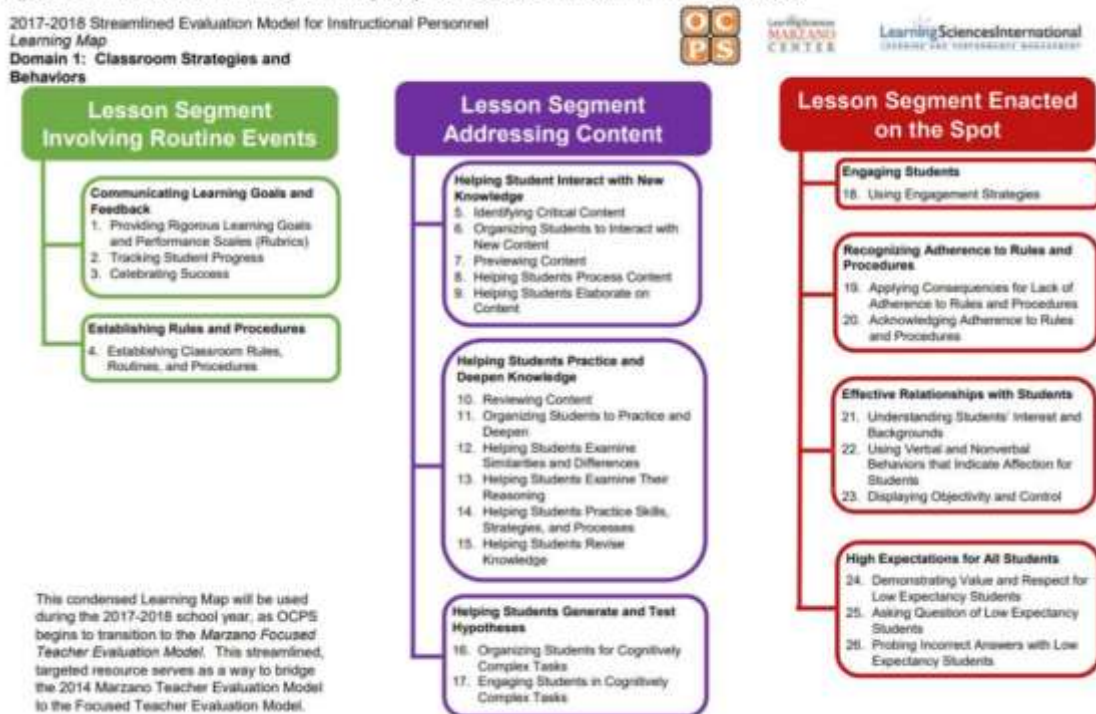 2017-2018 Streamlined Evaluation Model for Instructional Personnel
Learning Map
Domain 1: Classroom Strategies and
Behaviors
OCPS
LearningSciences
MARZANO
CENTER
LearningSciencesInternational
LEARNING AND PERFORMANCE MANAGEMENT
Lesson Segment
Involving Routine Events
Communicating Learning Goals and
Feedback
1. Providing Rigorous Learning Goals
and Performance Scales (Rubrics)
2. Tracking Student Progress
3. Celebrating Success
Establishing Rules and Procedures
4. Establishing Classroom Rules,
Routines, and Procedures
This condensed Learning Map will be used
during the 2017-2018 school year, as OCPS
begins to transition to the Marzano Focused
Teacher Evaluation Model. This streamlined,
targeted resource serves as a way to bridge
the 2014 Marzano Teacher Evaluation Model
to the Focused Teacher Evaluation Model.
Lesson Segment
Addressing Content
Helping Student Interact with New
Knowledge
5. Identifying Critical Content
6. Organizing Students to Interact with
New Content
7. Previewing Content
8. Helping Students Process Content
9. Helping Students Elaborate on
Content
Helping Students Practice and
Deepen Knowledge
10. Reviewing Content
11. Organizing Students to Practice and
Deepen
12. Helping Students Examine
Similarities and Differences
13. Helping Students Examine Their
Reasoning
14. Helping Students Practice Skills,
Strategies, and Processes
15. Helping Students Revise
Knowledge
Helping Students Generate and Test
Hypotheses
16. Organizing Students for Cognitively
Complex Tasks
17. Engaging Students in Cognitively
Complex Tasks
Lesson Segment Enacted
on the Spot
Engaging Students
18. Using Engagement Strategies
Recognizing Adherence to Rules and
Procedures
19. Applying Consequences for Lack of
Adherence to Rules and Procedures
20. Acknowledging Adherence to Rules
and Procedures
Effective Relationships with Students
21. Understanding Students' Interest and
Backgrounds
22. Using Verbal and Nonverbal
Behaviors that Indicate Affection for
Students
23. Displaying Objectivity and Control
High Expectations for All Students
24. Demonstrating Value and Respect for
Low Expectancy Students
25. Asking Question of Low Expectancy
Students
26. Probing Incorrect Answers with Low
Expectancy Students